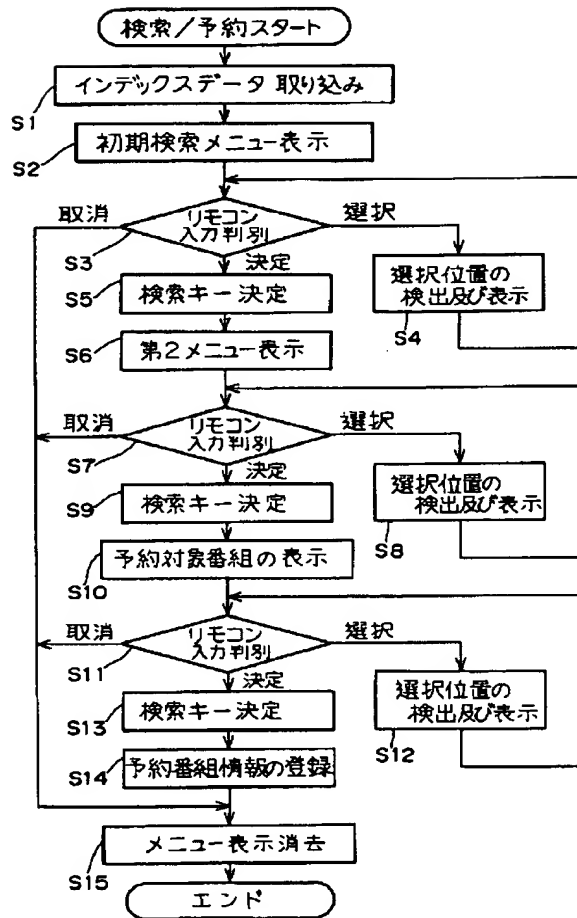 検索/予約スタート
インデックスデータ 取り込み
S1
初期検索メニュー表示
S2
取消
リモコン
入力判別
選択
S3
決定
選択位置の
検出及び表示
S4
検索キー決定
S5
第2メニュー表示
S6
取消
リモコン
入力判別
選択
S7
決定
選択位置の
検出及び表示
S8
検索キー決定
S9
予約対象番組の表示
S10
取消
リモコン
入力判別
選択
S11
決定
選択位置の
検出及び表示
S12
検索キー決定
S13
予約番組情報の登録
S14
メニュー表示消去
S15
エンド